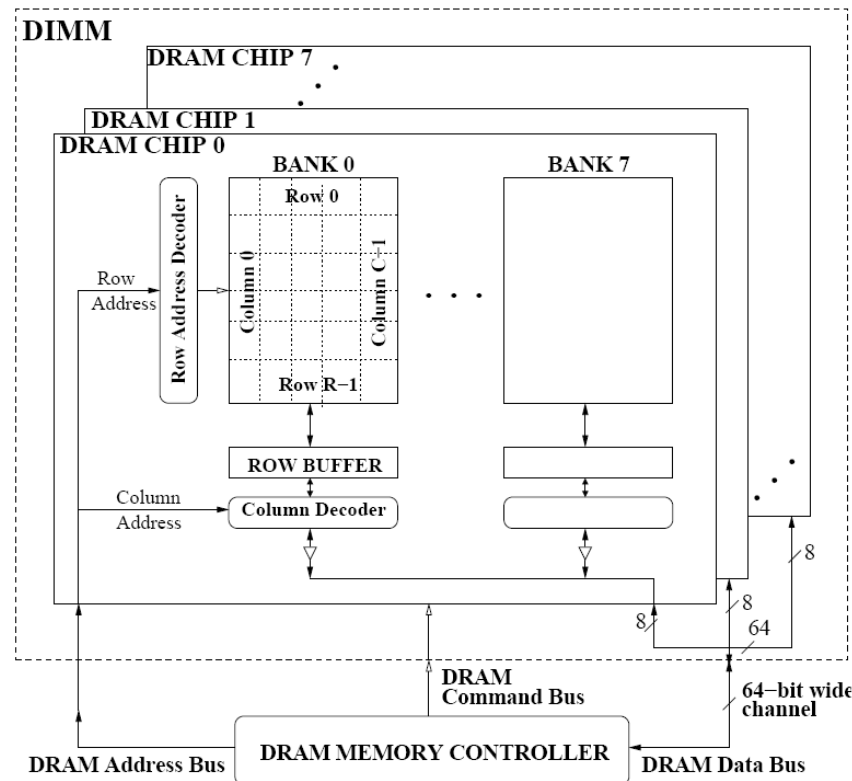 DIMM
DRAM CHIP 7
DRAM CHIP 1
DRAM CHIP 0
BANK 0
BANK 7
Row 0
Row Address Decoder
Column 0
Column C−1
Row
Address
Row R−1
ROW BUFFER
Column
Address
Column Decoder
8
8
8
64
DRAM
Command Bus
64−bit wide
channel
DRAM Address Bus
DRAM MEMORY CONTROLLER
DRAM Data Bus